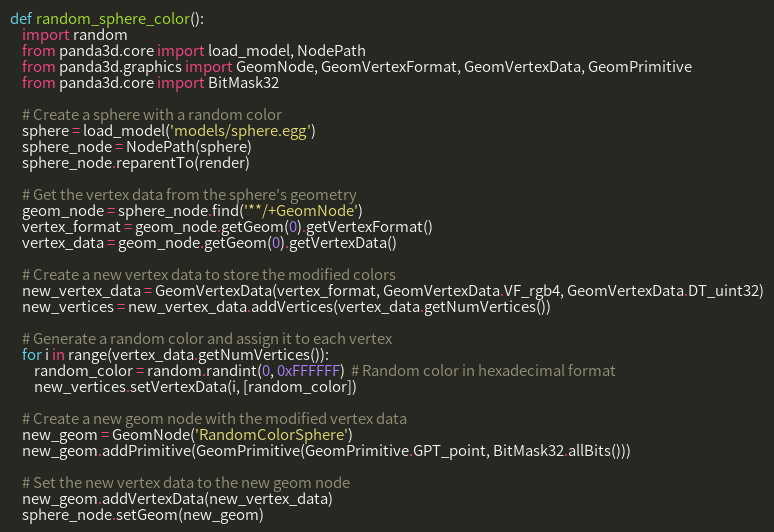 def random_sphere_color():
    import random
    from panda3d.core import load_model, NodePath
    from panda3d.graphics import GeomNode, GeomVertexFormat, GeomVertexData, GeomPrimitive
    from panda3d.core import BitMask32

    # Create a sphere with a random color
    sphere = load_model('models/sphere.egg')
    sphere_node = NodePath(sphere)
    sphere_node.reparentTo(render)

    # Get the vertex data from the sphere's geometry
    geom_node = sphere_node.find('**/+GeomNode')
    vertex_format = geom_node.getGeom(0).getVertexFormat()
    vertex_data = geom_node.getGeom(0).getVertexData()

    # Create a new vertex data to store the modified colors
    new_vertex_data = GeomVertexData(vertex_format, GeomVertexData.VF_rgb4, GeomVertexData.DT_uint32)
    new_vertices = new_vertex_data.addVertices(vertex_data.getNumVertices())

    # Generate a random color and assign it to each vertex
    for i in range(vertex_data.getNumVertices()):
        random_color = random.randint(0, 0xFFFFFF)  # Random color in hexadecimal format
        new_vertices.setVertexData(i, [random_color])

    # Create a new geom node with the modified vertex data
    new_geom = GeomNode('RandomColorSphere')
    new_geom.addPrimitive(GeomPrimitive(GeomPrimitive.GPT_point, BitMask32.allBits()))

    # Set the new vertex data to the new geom node
    new_geom.addVertexData(new_vertex_data)
    sphere_node.setGeom(new_geom)